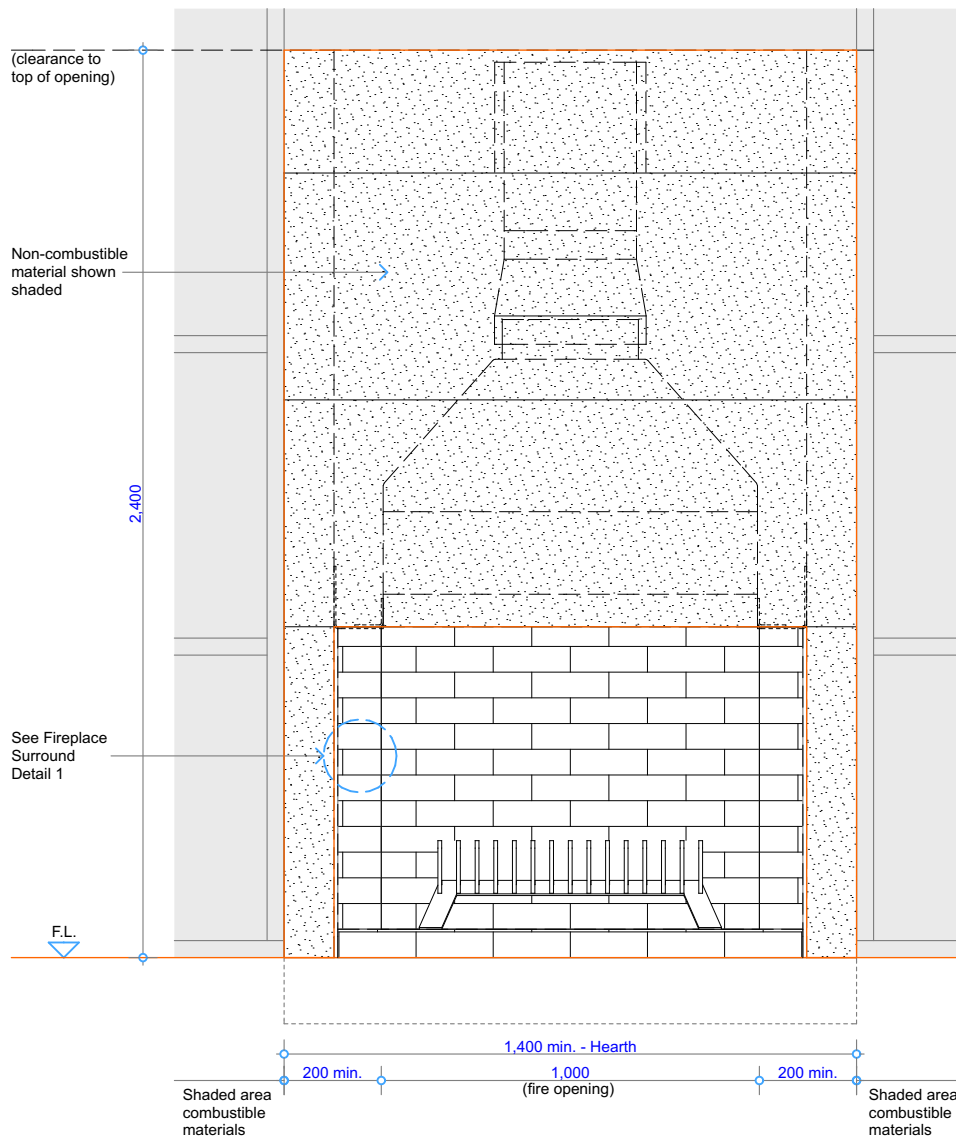 (clearance to
top of opening)
Non-combustible
material shown
shaded
2,400
See Fireplace
Surround
Detail 1
F.L.
1,400 min. - Hearth
200 min.
1,000
200 min.
(fire opening)
Shaded area
combustible
materials
Shaded area
combustible
materials